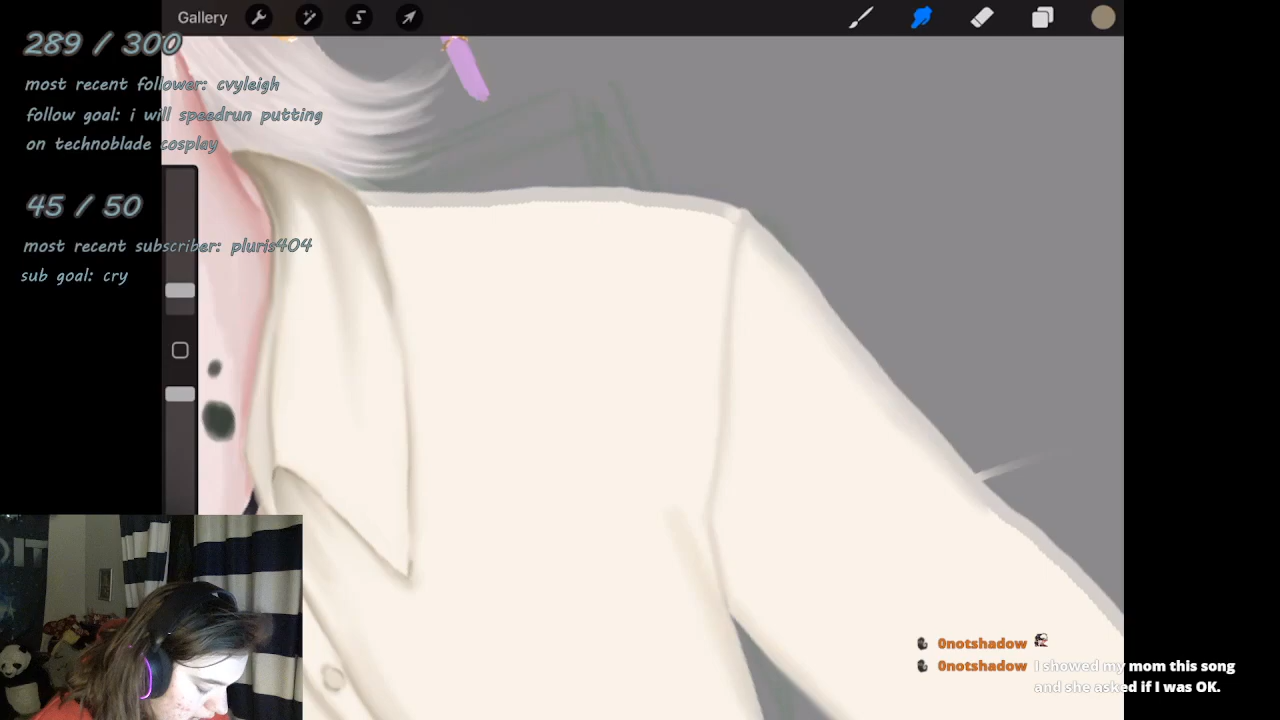 Gallery
289 / 300
most recent follower: cvyleigh
follow goal: i will speedrun putting
on technoblade cosplay
45 / 50
most recent subscriber: pluris404
sub goal: cry
0notshadow
0notshadow I showed my mom this song
and she asked if I was OK.